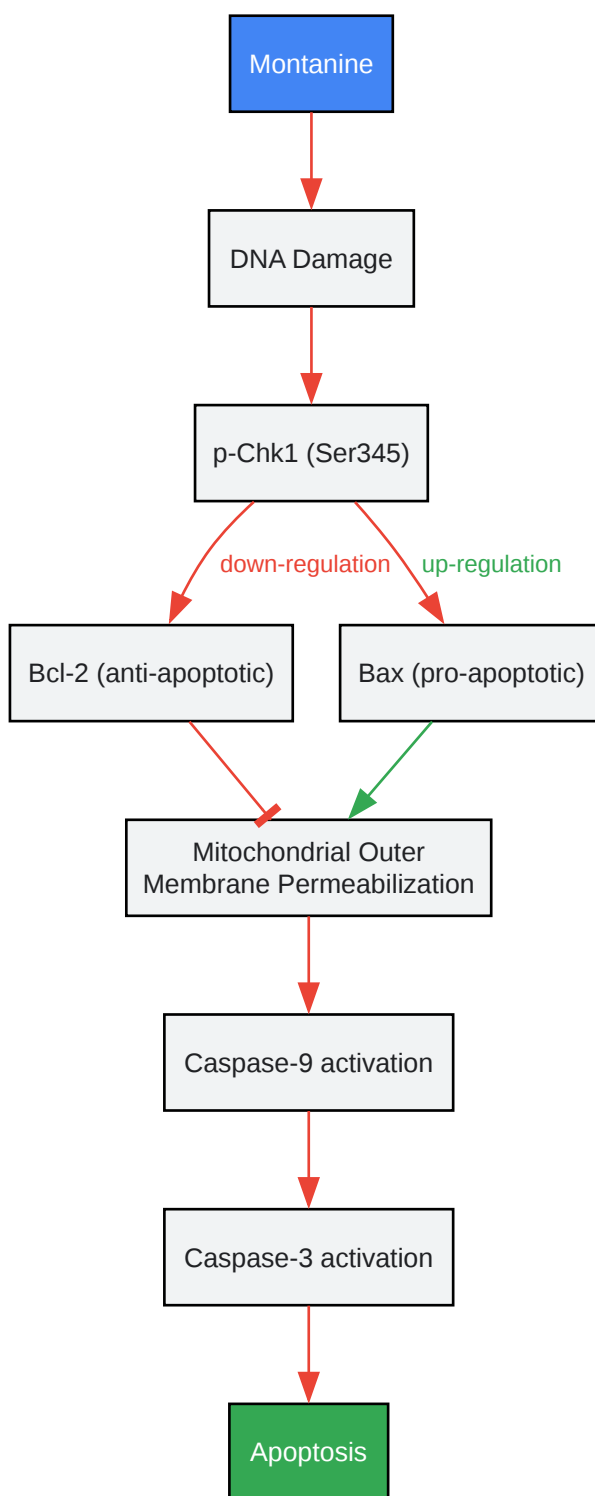 Montanine
DNA Damage
p-Chk1 (Ser345)
down-regulation
up-regulation
Bcl-2 (anti-apoptotic)
Bax (pro-apoptotic)
Mitochondrial Outer
Membrane Permeabilization
Caspase-9 activation
Caspase-3 activation
Apoptosis